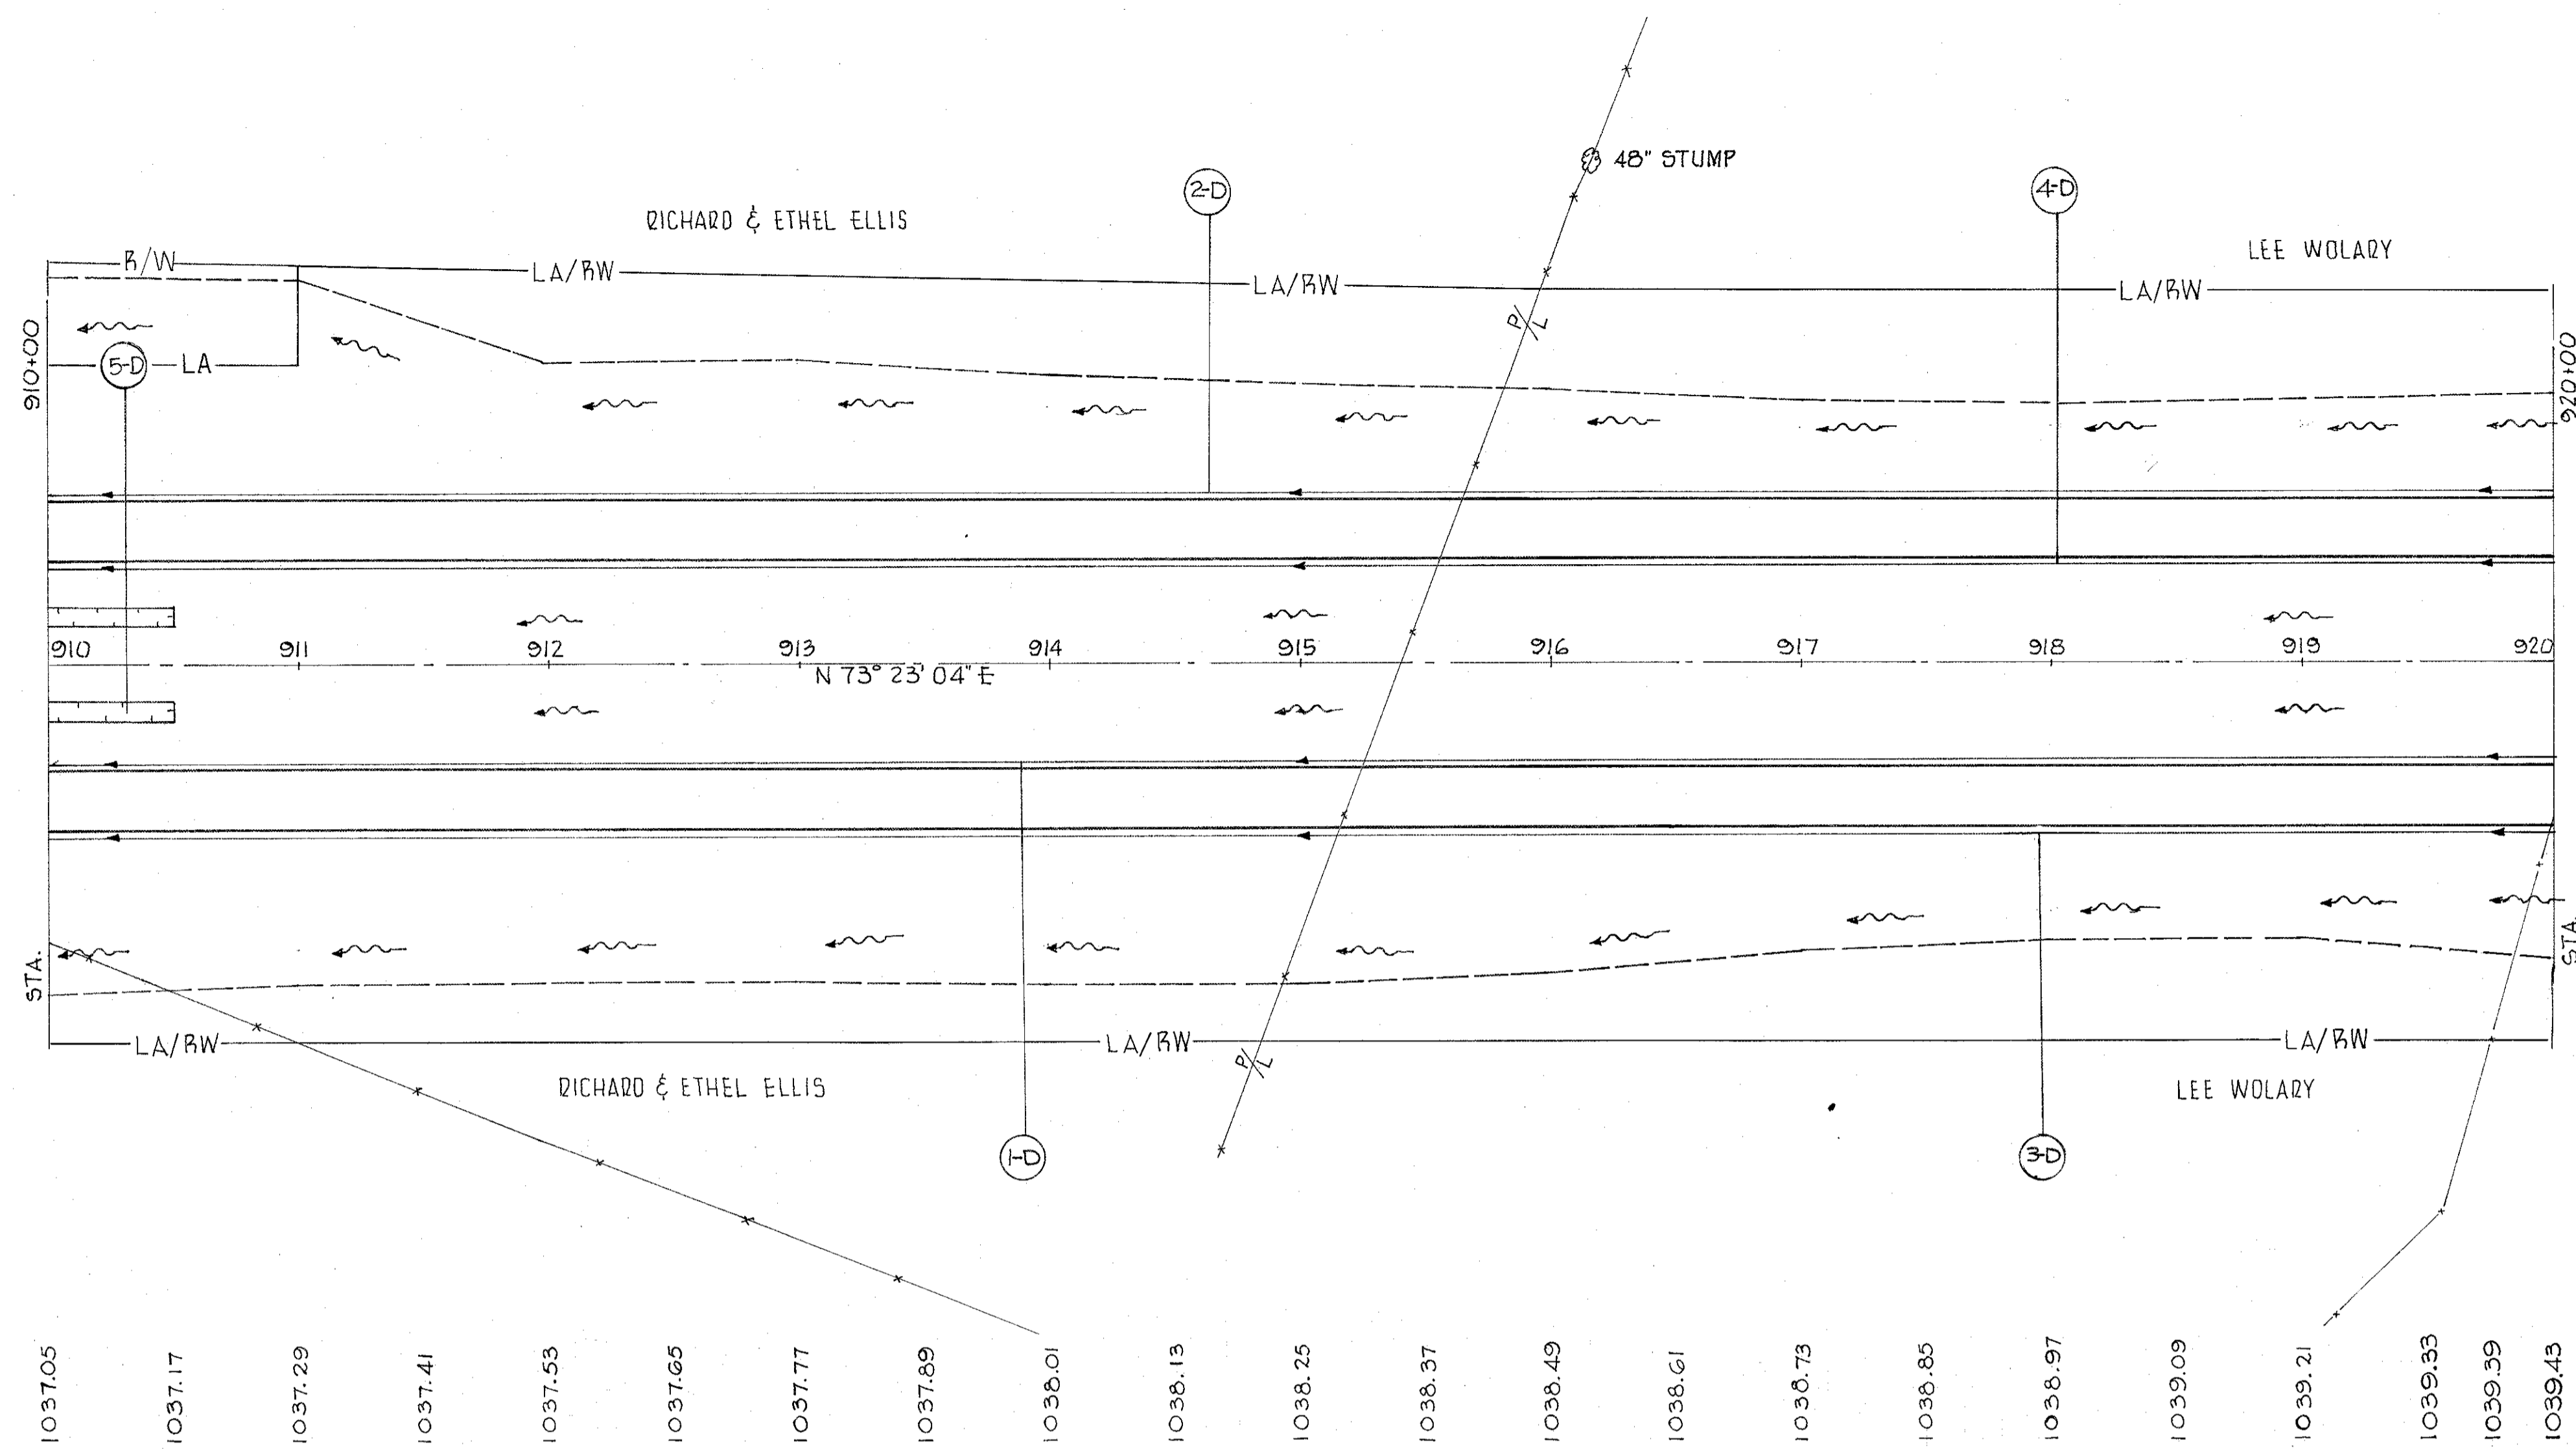 48" STUMP
2-D
4-D
RICHARD & ETHEL ELLIS
LEE WOLARY
R/W
LA/RW
LA/RW
LA/RW
P/L
910+00
920+00
5-D
LA
910
911
912
913
914
915
916
917
918
919
920
N 73° 23' 04" E
STA.
STA.
LA/RW
LA/RW
LA/RW
P/L
RICHARD & ETHEL ELLIS
LEE WOLARY
1-D
3-D
1037.05
1037.17
1037.29
1037.41
1037.53
1037.65
1037.77
1037.89
1038.01
1038.13
1038.25
1038.37
1038.49
1038.61
1038.73
1038.85
1038.97
1039.09
1039.21
1039.33
1039.39
1039.43